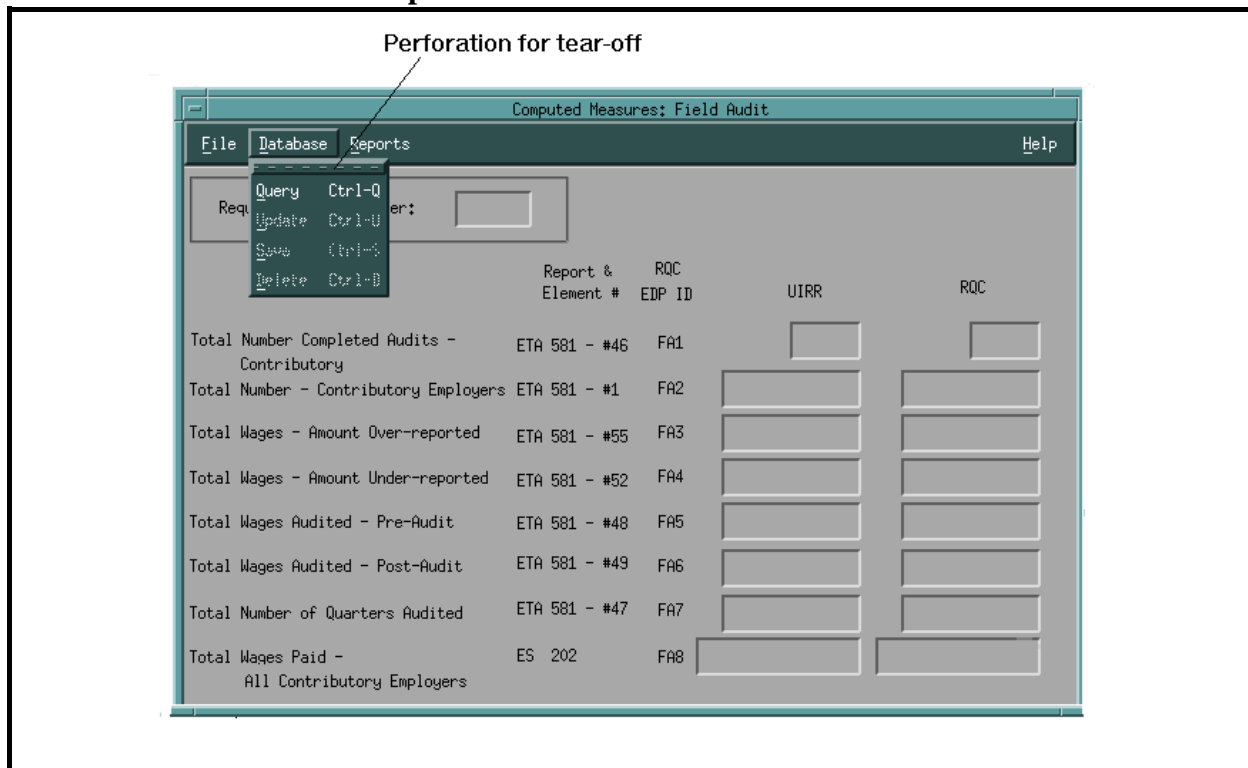 Perforation for tear-off
Computed Measures: Field Audit
File Database Reports Help
Query Ctrl-Q
Update Ctrl-U
Save Ctrl-S
Delete Ctrl-D
er:
Report & Element #
RQC EDP ID
UIRR
RQC
Total Number Completed Audits - Contributory ETA 581 - #46 FA1
Total Number - Contributory Employers ETA 581 - #1 FA2
Total Wages - Amount Over-reported ETA 581 - #55 FA3
Total Wages - Amount Under-reported ETA 581 - #52 FA4
Total Wages Audited - Pre-Audit ETA 581 - #48 FA5
Total Wages Audited - Post-Audit ETA 581 - #49 FA6
Total Number of Quarters Audited ETA 581 - #47 FA7
Total Wages Paid - All Contributory Employers ES 202 FA8